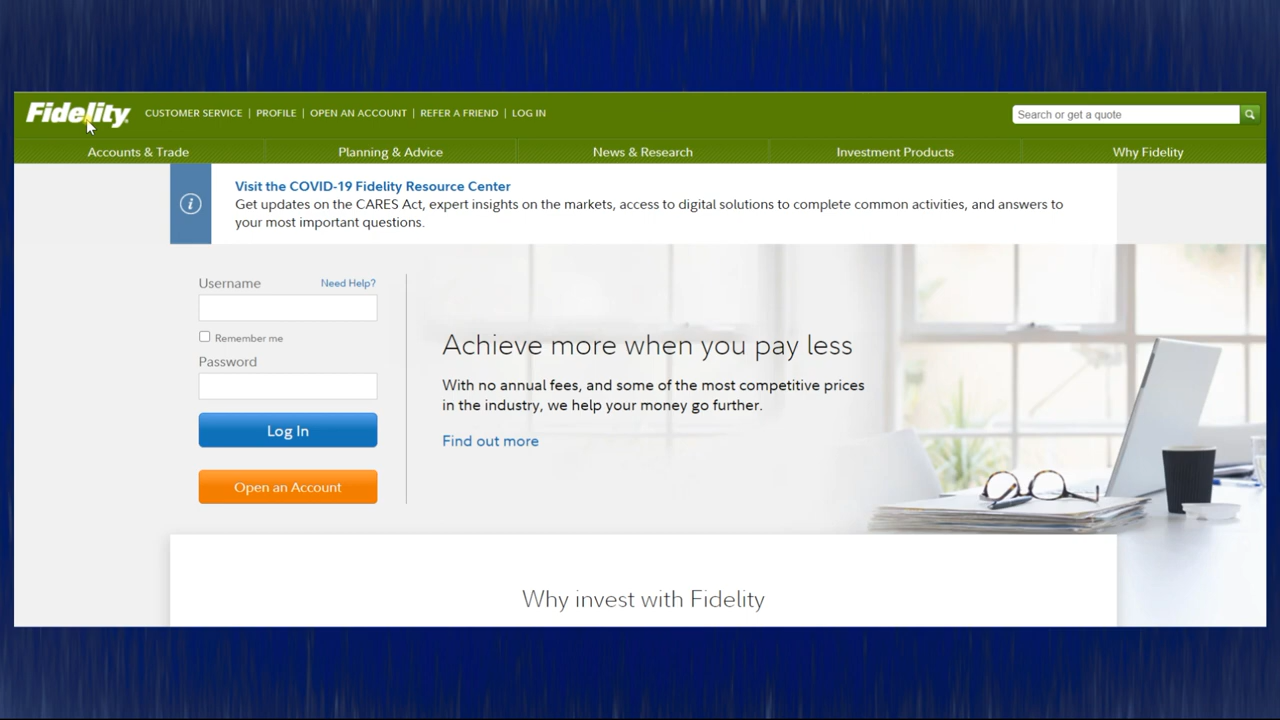 Fidelity
CUSTOMER SERVICE | PROFILE | OPEN AN ACCOUNT | REFER A FRIEND | LOG IN
Search or get a quote
Accounts & Trade
Planning & Advice
News & Research
Investment Products
Why Fidelity
Visit the COVID-19 Fidelity Resource Center
Get updates on the CARES Act, expert insights on the markets, access to digital solutions to complete common activities, and answers to
your most important questions.
Username
Need Help?
Remember me
Password
Log In
Open an Account
Achieve more when you pay less
With no annual fees, and some of the most competitive prices
in the industry, we help your money go further.
Find out more
Why invest with Fidelity